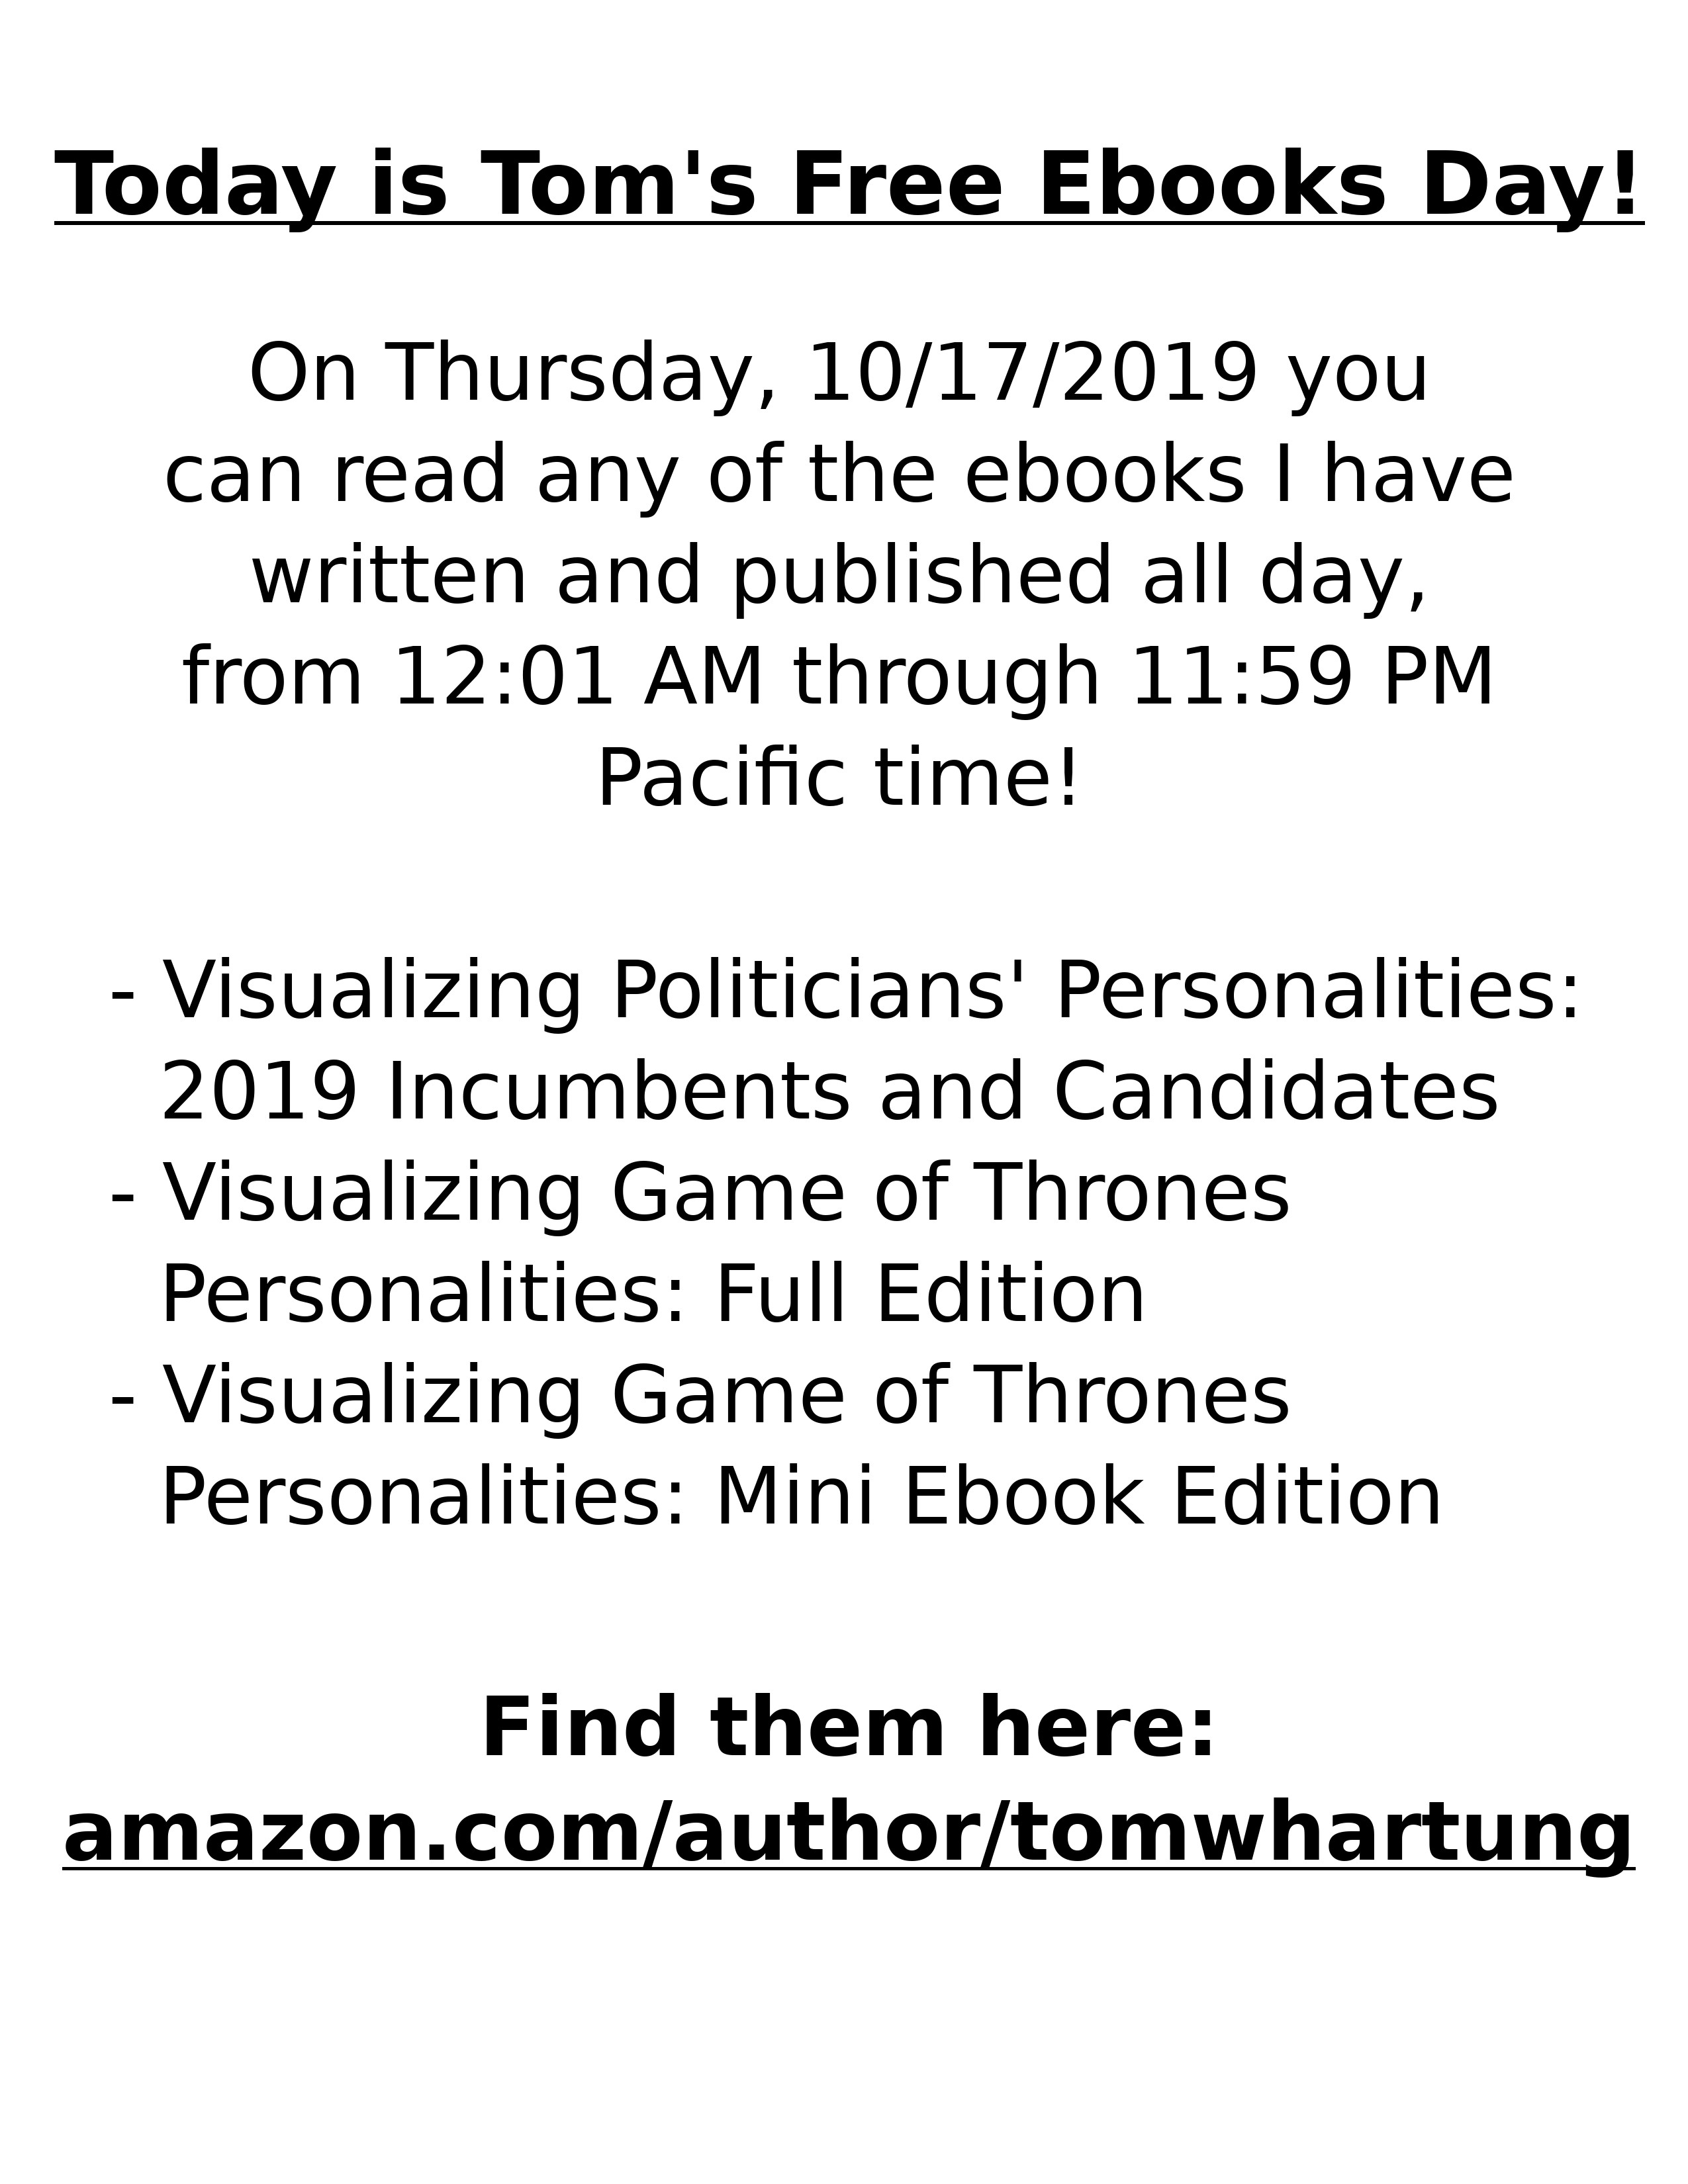 Today is Tom's Free Ebooks Day!
On Thursday, 10/17/2019 you
can read any of the ebooks I have
written and published all day,
from 12:01 AM through 11:59 PM
Pacific time!
- Visualizing Politicians' Personalities:
2019 Incumbents and Candidates
- Visualizing Game of Thrones
Personalities: Full Edition
- Visualizing Game of Thrones
Personalities: Mini Ebook Edition
Find them here:
amazon.com/author/tomwhartung